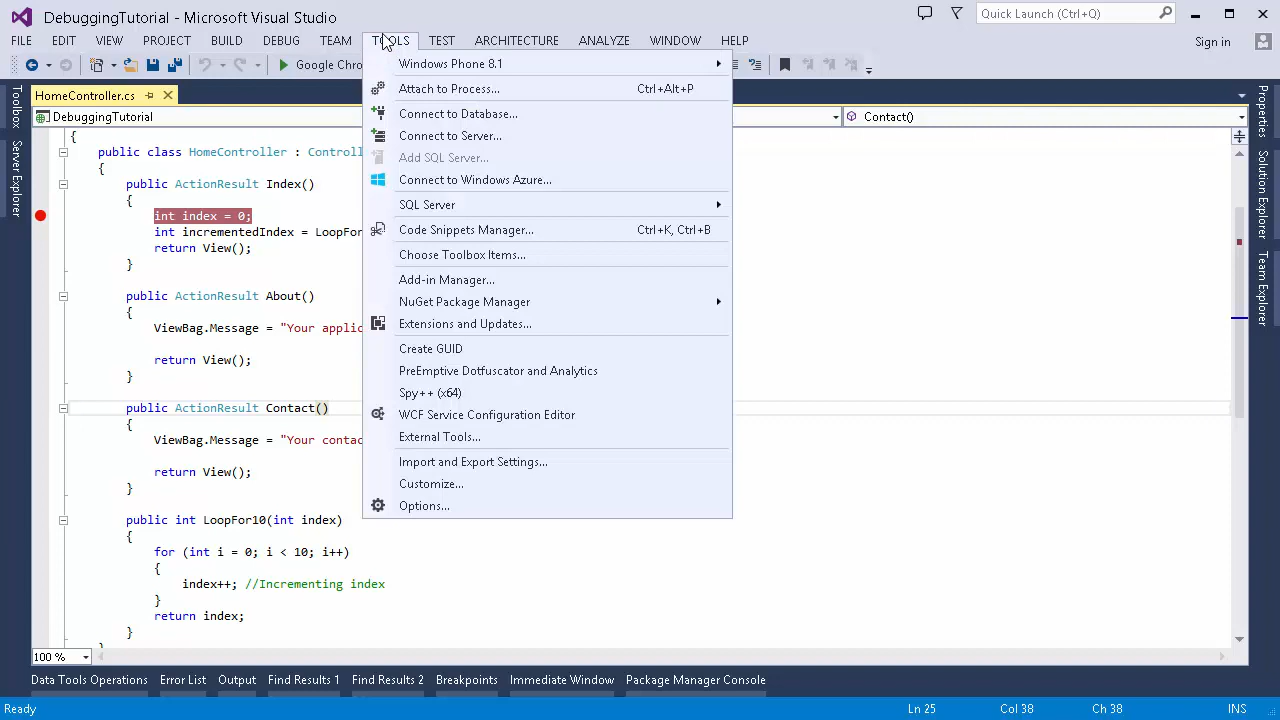 DebuggingTutorial - Microsoft Visual Studio
Quick Launch (Ctrl+Q)
FILE EDIT VIEW PROJECT BUILD DEBUG TEAM ARCHITECTURE ANALYZE WINDOW HELP
Sign in
Google Chro
HomeController.cs
DebuggingTutorial
Contact()
Toolbox
Server Explorer
Properties
Solution Explorer
Team Explorer
Windows Phone 8.1
Attach to Process... Ctrl+Alt+P
Connect to Database...
Connect to Server...
Connect to Windows Azure...
SQL Server
Code Snippets Manager... Ctrl+K, Ctrl+B
Choose Toolbox Items...
Add-in Manager...
NuGet Package Manager
Extensions and Updates...
Create GUID
PreEmptive Dotfuscator and Analytics
Spy++ (x64)
WCF Service Configuration Editor
External Tools...
Import and Export Settings...
Customize...
Options...
{
public class HomeController : Controll
{
public ActionResult Index()
{
int index = 0;
int incrementedIndex = LoopFor
return View();
}
public ActionResult About()
{
ViewBag.Message = "Your applic
return View();
}
public ActionResult Contact()
{
ViewBag.Message = "Your contac
return View();
}
public int LoopFor10(int index)
{
for (int i = 0; i < 10; i++)
{
index++; //Incrementing index
}
return index;
}
}
100 %
Data Tools Operations Error List Output Find Results 1 Find Results 2 Breakpoints Immediate Window Package Manager Console
Ready Ln 25 Col 38 Ch 38 INS